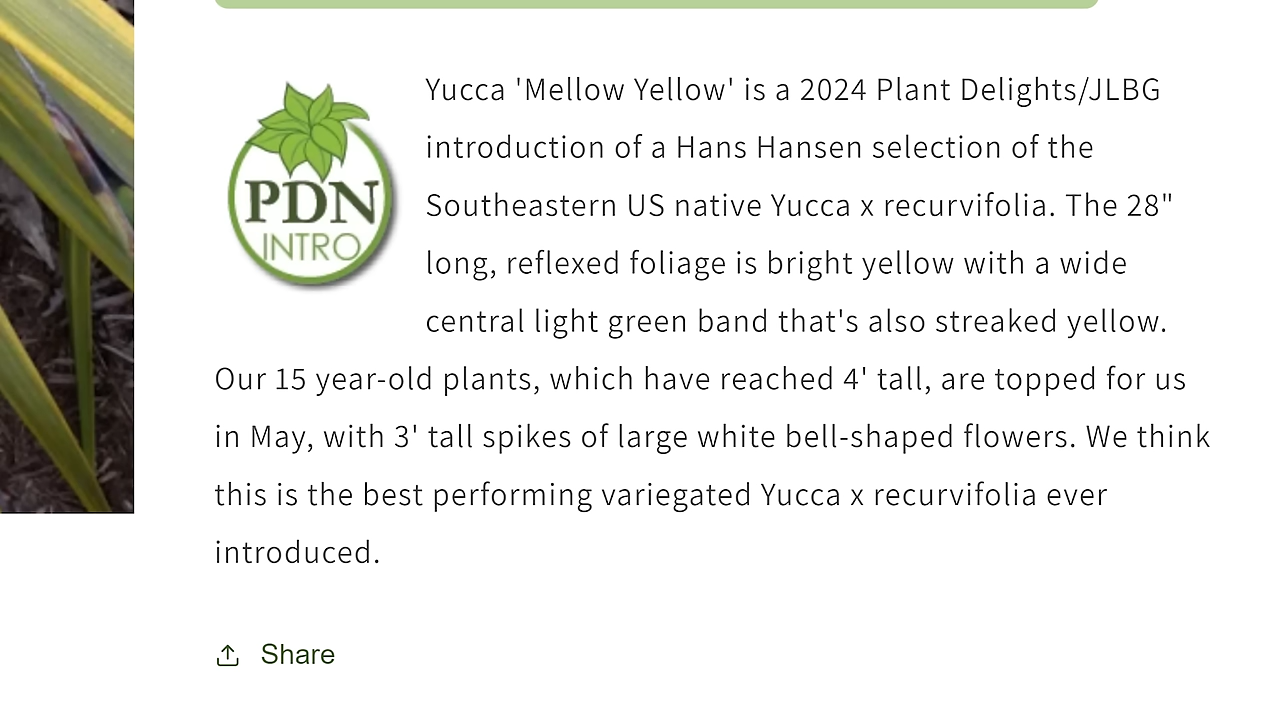 PDN
INTRO
Yucca 'Mellow Yellow' is a 2024 Plant Delights/JLBG
introduction of a Hans Hansen selection of the
Southeastern US native Yucca x recurvifolia. The 28"
long, reflexed foliage is bright yellow with a wide
central light green band that's also streaked yellow.
Our 15 year-old plants, which have reached 4' tall, are topped for us
in May, with 3' tall spikes of large white bell-shaped flowers. We think
this is the best performing variegated Yucca x recurvifolia ever
introduced.
Share